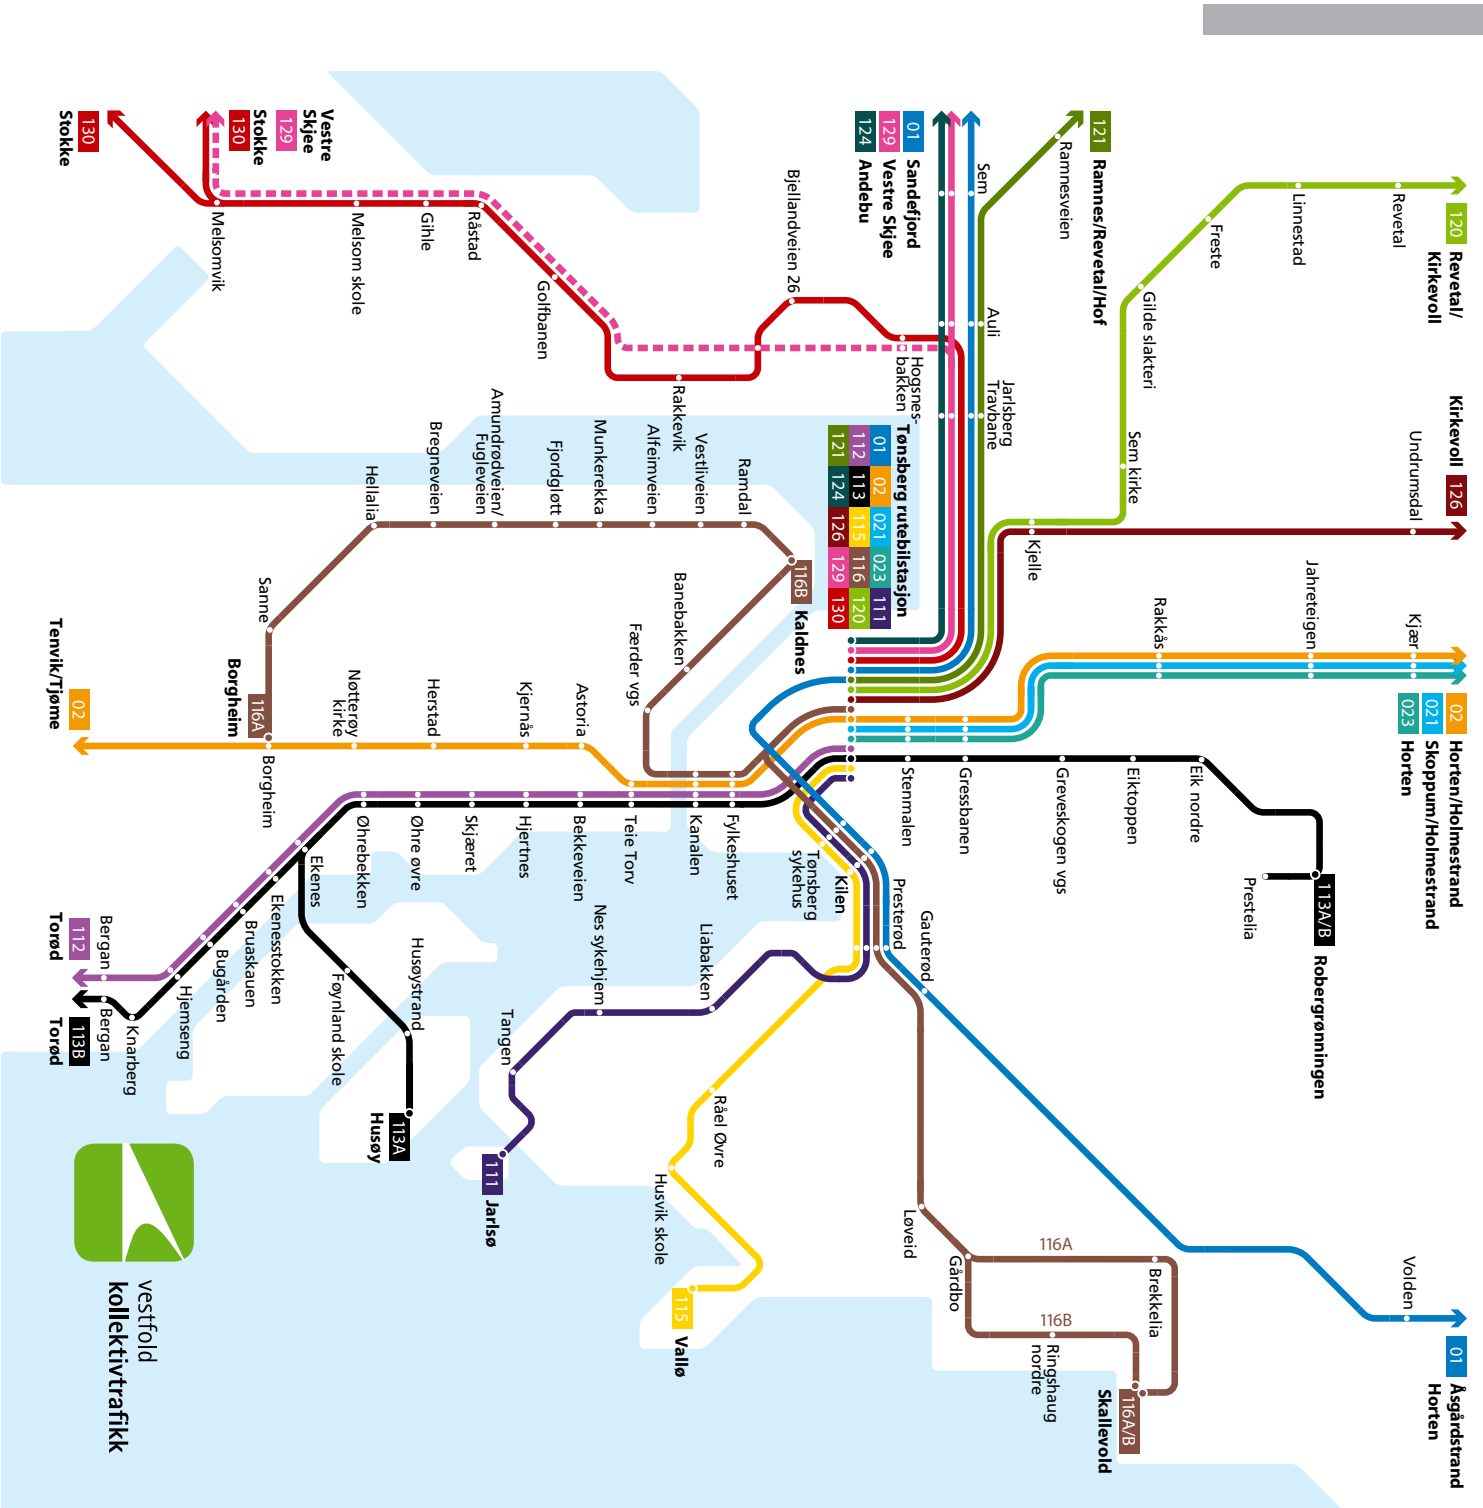 120
Revetal/
Kirkevoll
Revetal
Linnestad
Freste
Gilde slakteri
Sem kirke
Kirkevoll
126
Undrumsdal
Kjelle
02
021
023
Horten/Holmestrand
Skoppum/Holmestrand
Horten
Kjær
Jahreteigen
Rakkås
Gressbanen
Stenmalen
01
Åsgårdstrand
Horten
Volden
Gauterød
Presterød
Kilen
Tønsberg
sykehus
113A/B
Robergrønningen
Prestelia
Eik nordre
Eiktoppen
Greveskogen vgs
121
Ramnes/Revetal/Hof
Ramnesveien
Sem
Auli
Jarlsberg
Travbane
01
Sandefjord
129
Vestre Skjee
124
Andebu
Hogsnes-
bakken
Bjellandveien 26
Rakkevik
Golfbanen
Råstad
Gihle
Melsom skole
Melsomvik
Vestre
Skjee
129
Stokke
130
130
Stokke
Tønsberg rutebilstasjon
01
02
021
023
111
112
113
115
116
120
121
124
126
129
130
116B
Kaldnes
Ramdal
Vestliveien
Alfeimveien
Munkerekka
Fjordgløtt
Amundrødveien/
Fugleveien
Bregneveien
Hellalia
Sanne
Borgheim
116A
Banebakken
Færder vgs
Astoria
Kjernås
Herstad
Nøtterøy
kirke
Borgheim
Tenvik/Tjøme
02
Fylkeshuset
Kanalen
Teie Torv
Bekkeveien
Hjertnes
Skjæret
Øhre øvre
Øhrebekken
Ekenes
Ekenesstokken
Bruaskauen
Bugården
Hjemseng
Knarberg
Bergan
Bergan
112
Torød
113B
Torød
Føynland skole
Husøystrand
113A
Husøy
Liabakken
Nes sykehjem
Tangen
111
Jarlsø
Råel Øvre
Husvik skole
115
Vallø
Løveid
Gårdbo
116A
Brekkelia
116B
Ringshaug
nordre
116A/B
Skallevold
vestfold
kollektivtrafikk